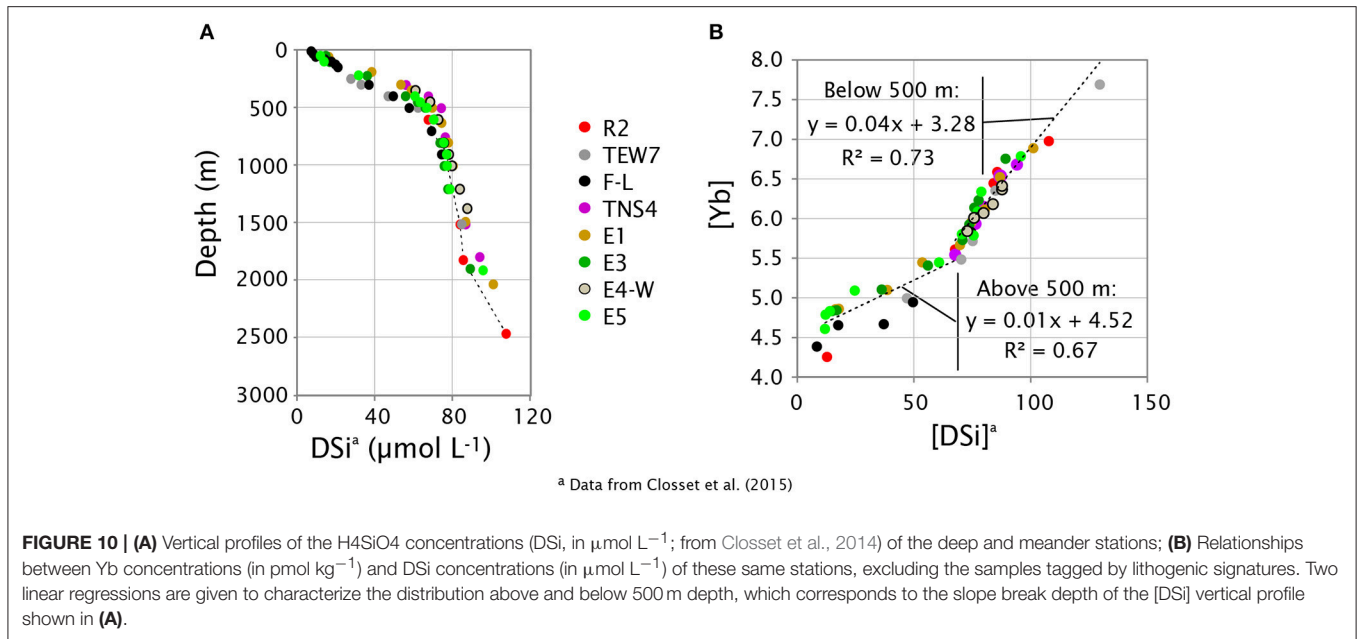 A
0
500
1000
1500
2000
2500
3000
Depth (m)
0 40 80 120
DSiᵃ (μmol L⁻¹)
R2
TEW7
F-L
TNS4
E1
E3
E4-W
E5
B
8.0
7.5
7.0
6.5
6.0
5.5
5.0
4.5
4.0
[Yb]
Below 500 m:
y = 0.04x + 3.28
R² = 0.73
Above 500 m:
y = 0.01x + 4.52
R² = 0.67
0 50 100 150
[DSi]ᵃ
ᵃ Data from Closset et al. (2015)
FIGURE 10 | (A) Vertical profiles of the H4SiO4 concentrations (DSi, in μmol L⁻¹; from Closset et al., 2014) of the deep and meander stations; (B) Relationships
between Yb concentrations (in pmol kg⁻¹) and DSi concentrations (in μmol L⁻¹) of these same stations, excluding the samples tagged by lithogenic signatures. Two
linear regressions are given to characterize the distribution above and below 500 m depth, which corresponds to the slope break depth of the [DSi] vertical profile
shown in (A).